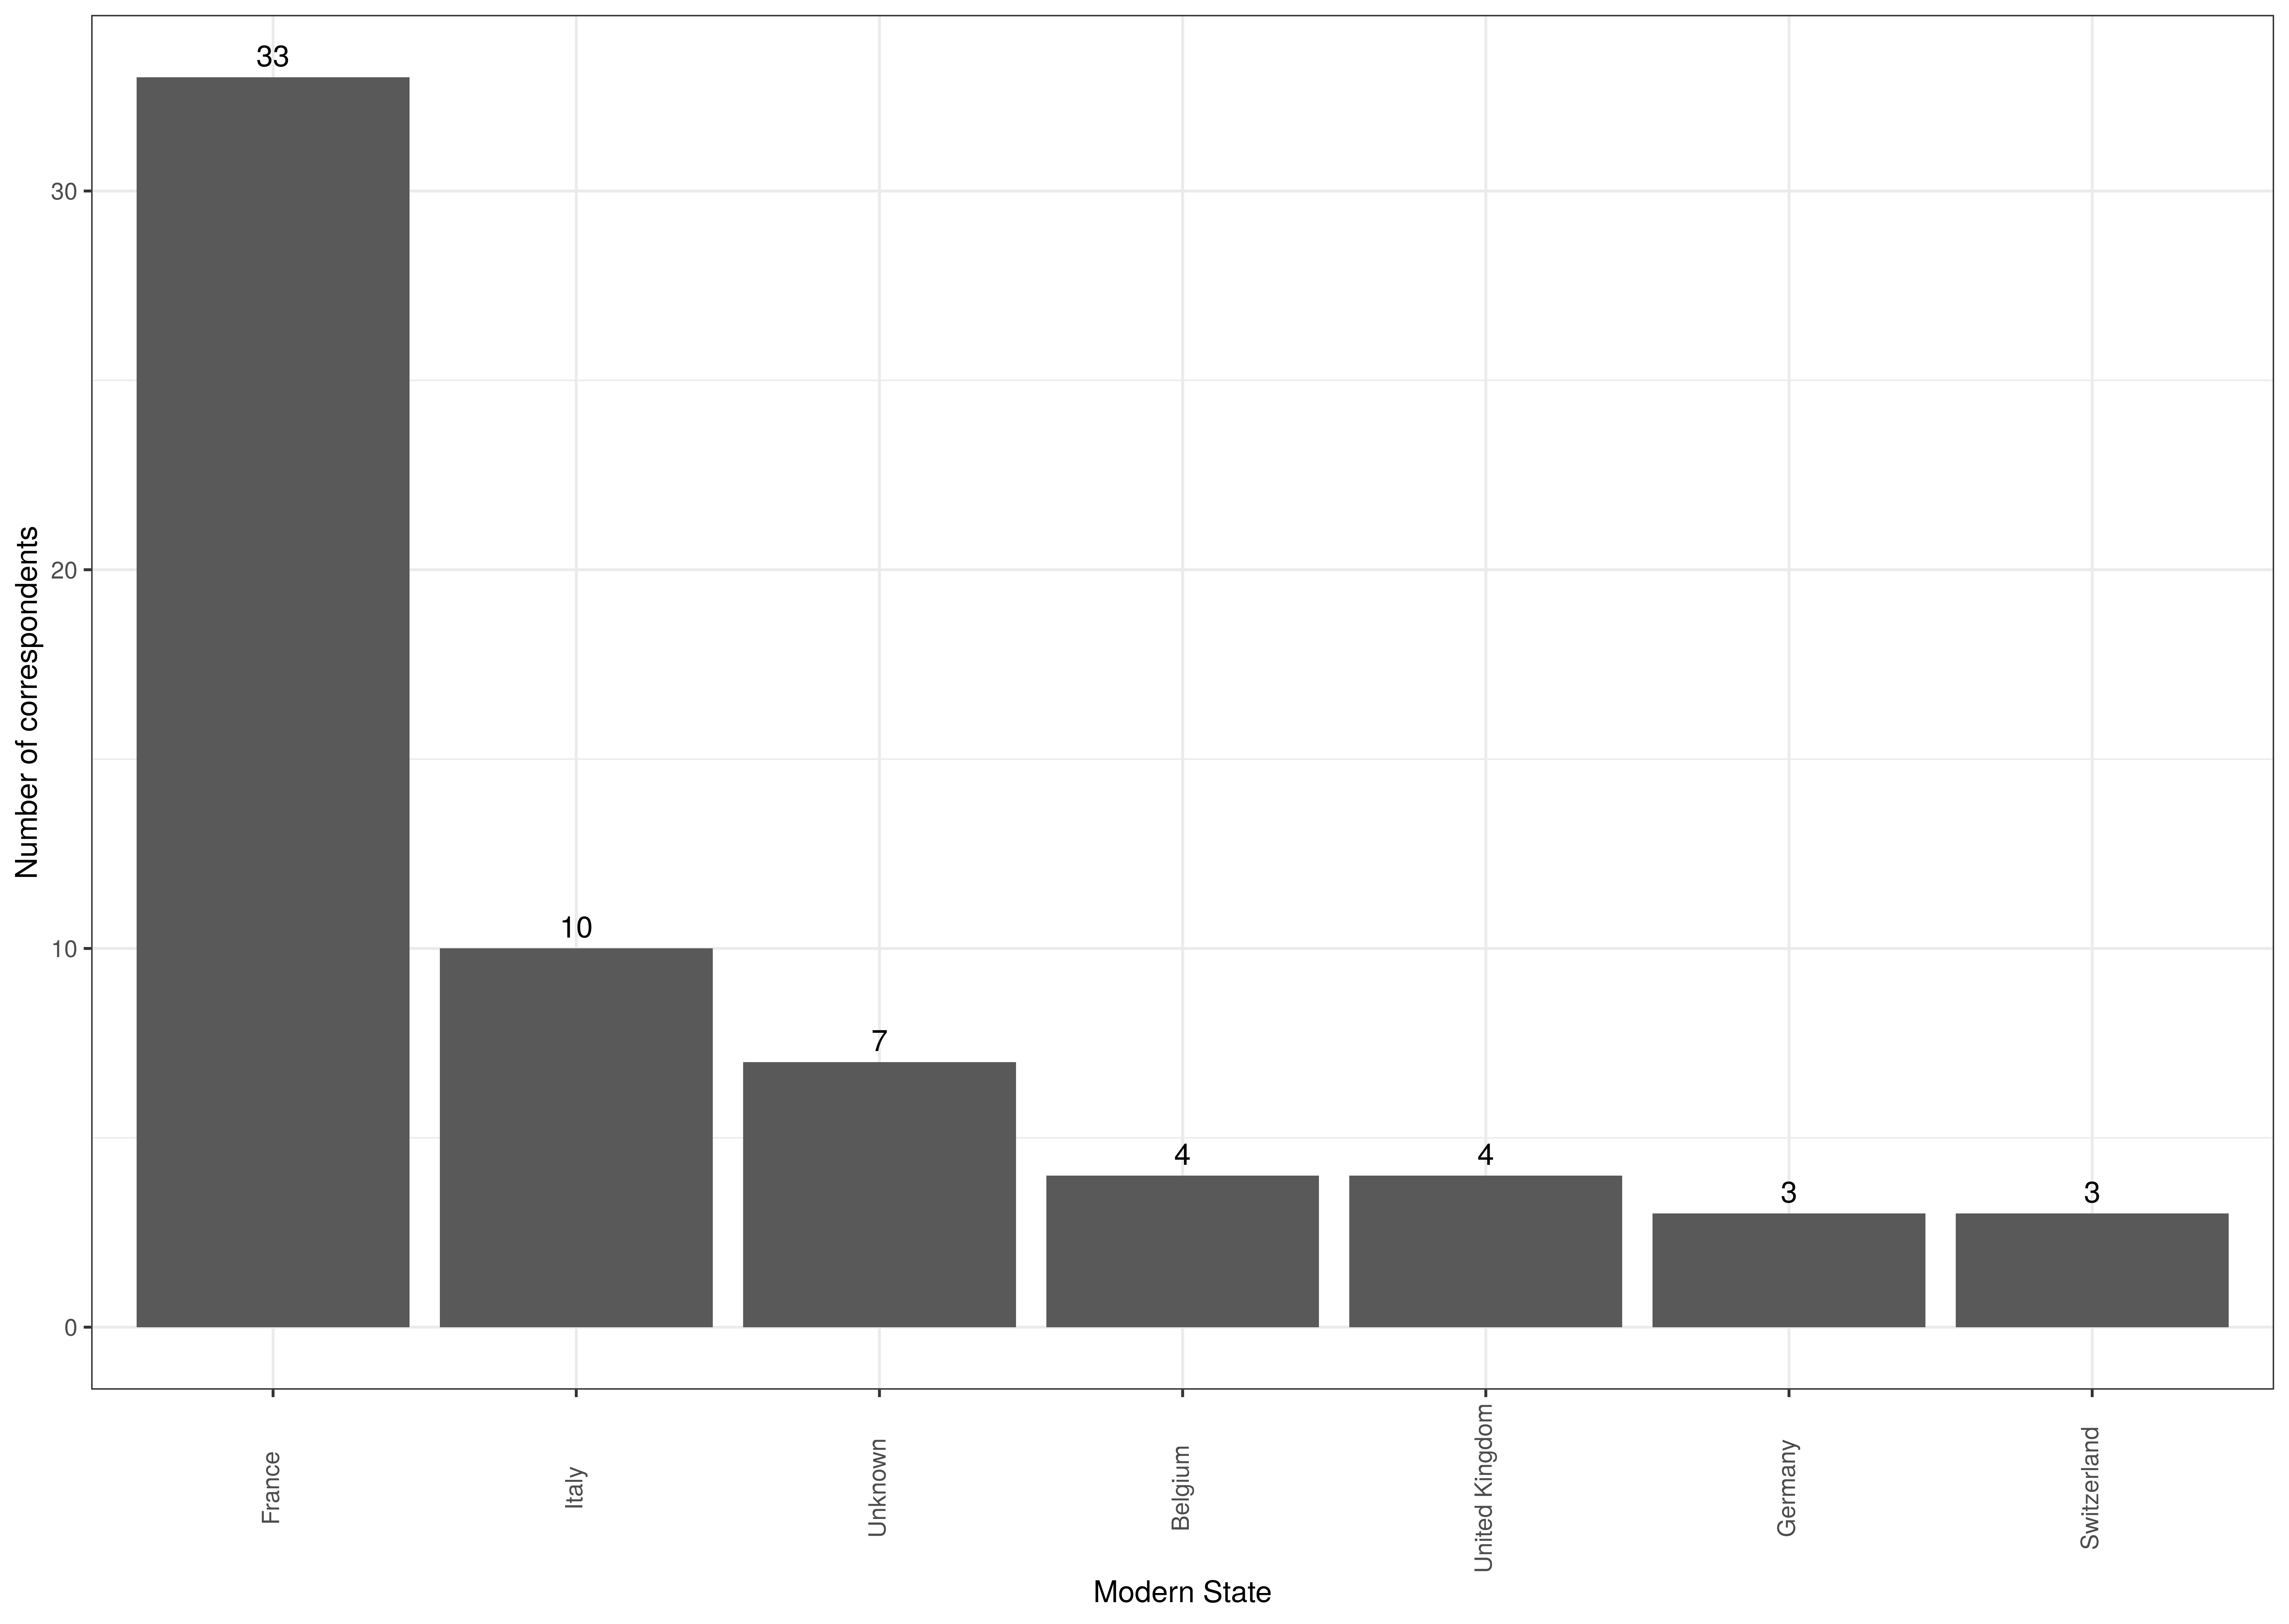 Number of correspondents
30
20
10
0
33
10
7
4
4
3
3
France
Italy
Unknown
Belgium
United Kingdom
Germany
Switzerland
Modern State